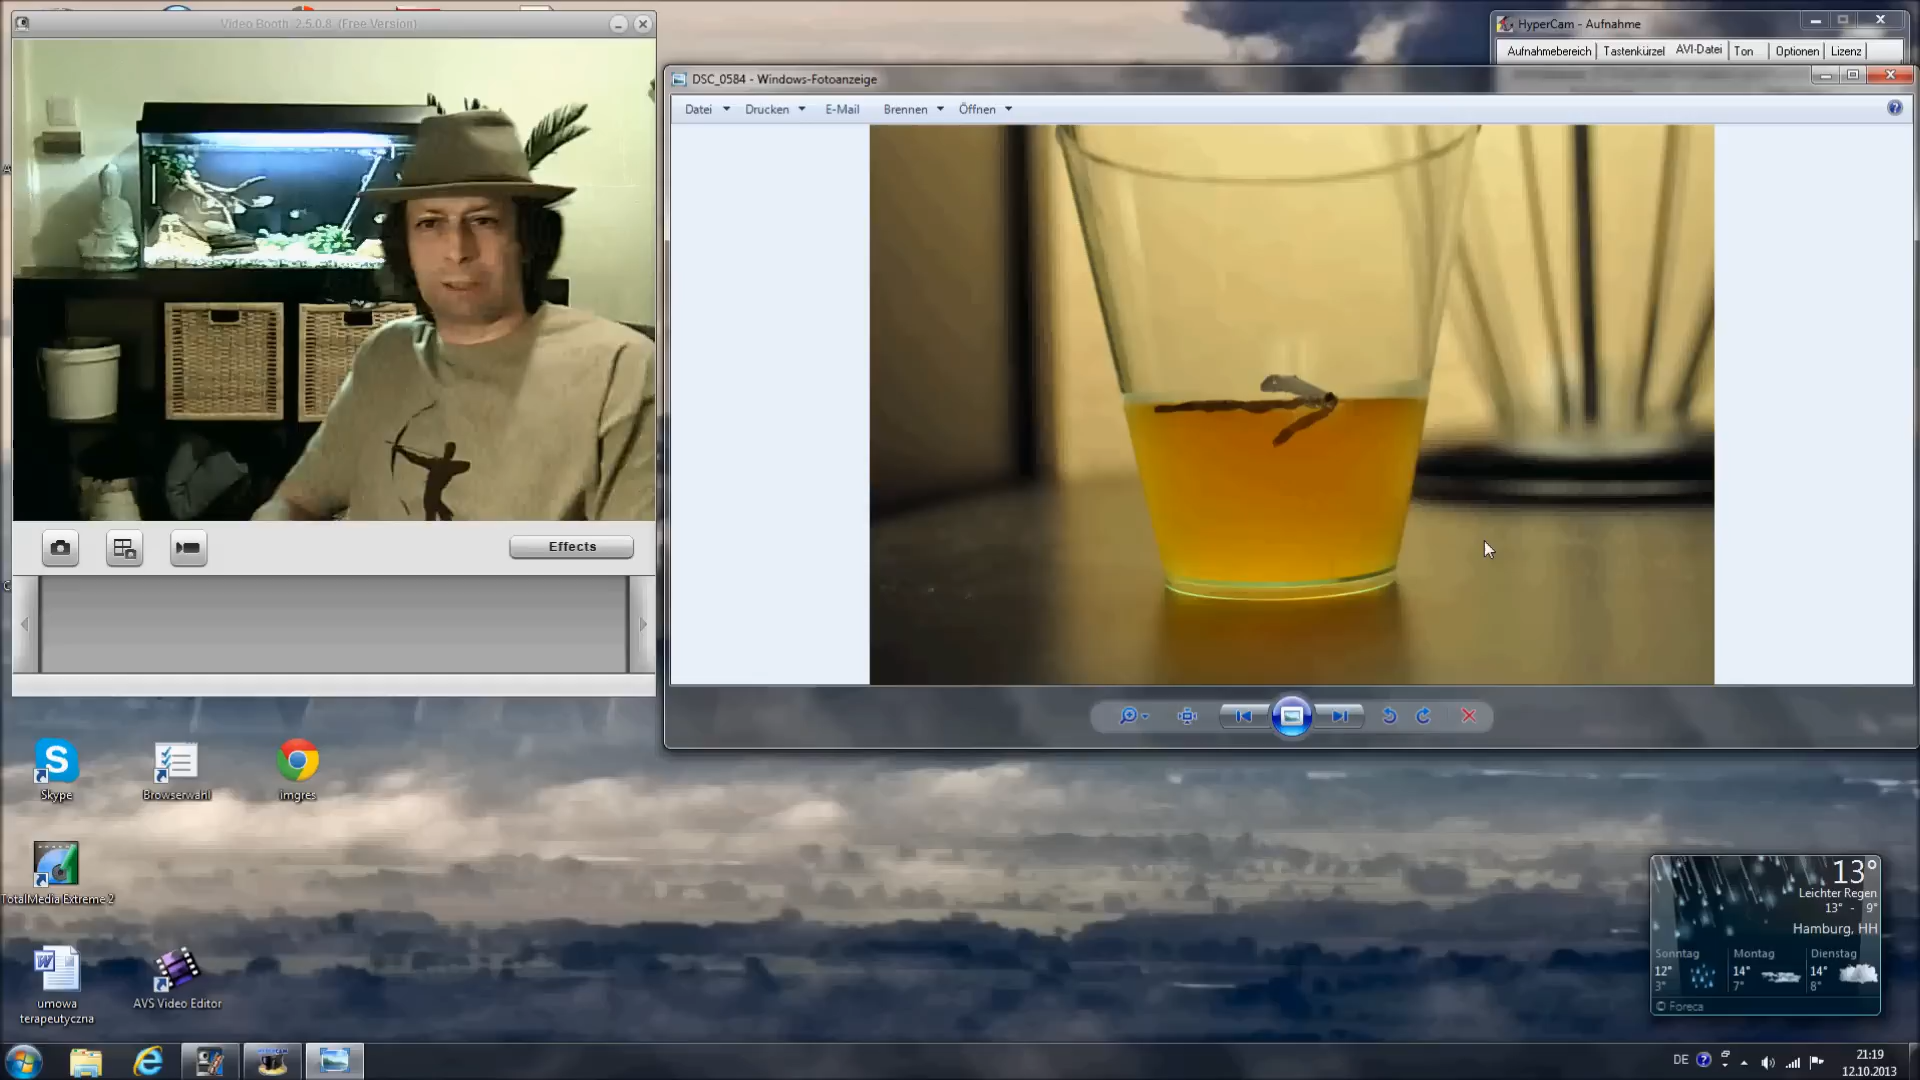 Video Booth 2.5.0.8 (Free Version)
HyperCam - Aufnahme
Aufnahmebereich Tastenkürzel AVI-Datei Ton Optionen Lizenz
DSC_0584 - Windows-Fotoanzeige
Datei Drucken E-Mail Brennen Öffnen
Effects
Skype
Browserwahl
imgres
TotalMedia Extreme 2
umowa
terapeutyczna
AVS Video Editor
13°
Leichter Regen
13° - 9°
Hamburg, HH
Sonntag Montag Dienstag
12° 14° 14°
3° 7° 8°
© Foreca
DE
21:19
12.10.2013